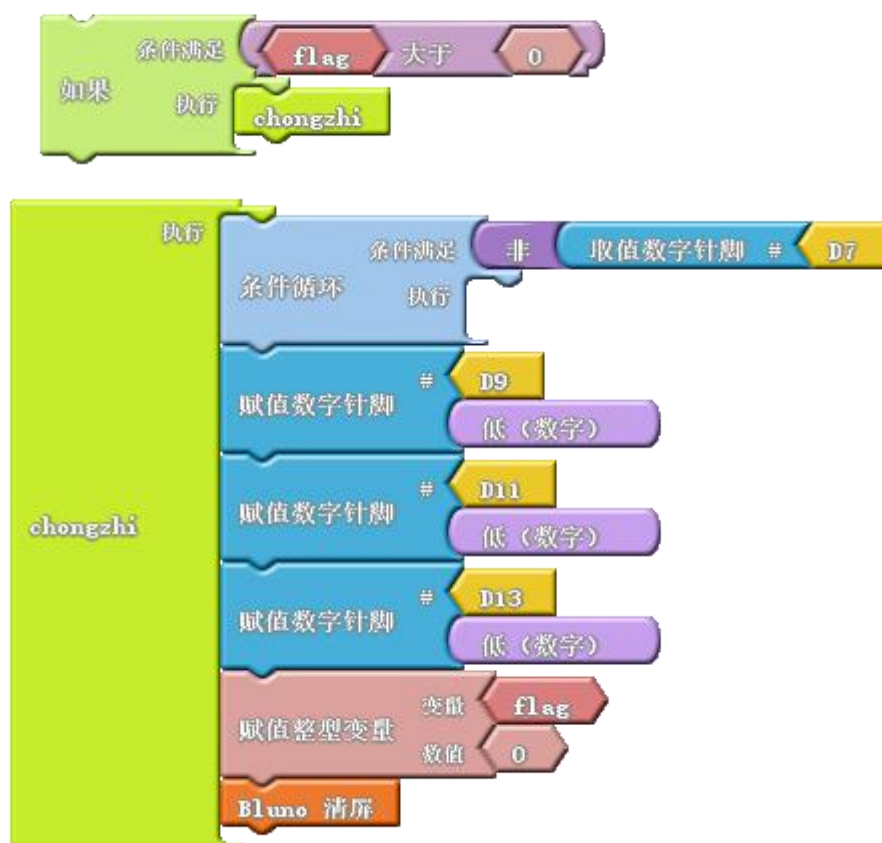 条件满足 flag 大于 0
如果
执行 chongzhi
执行
条件满足 非 取值数字针脚 # D7
条件循环 执行
# D9
赋值数字针脚
低（数字）
# D11
赋值数字针脚
低（数字）
chongzhi
# D13
赋值数字针脚
低（数字）
变量 flag
赋值整型变量
数值 0
Bluno 清屏